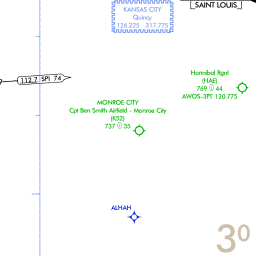 KANSAS CITY
Quincy
126.225 317.775
SAINT LOUIS
112.7 SPI 74
Hannibal Rgnl
(HAE)
769 Ⓛ 44
AWOS-3PT 120.775
MONROE CITY
Cpt Ben Smith Airfield - Monroe City
(K52)
737 Ⓛ 35
ALHAH
30